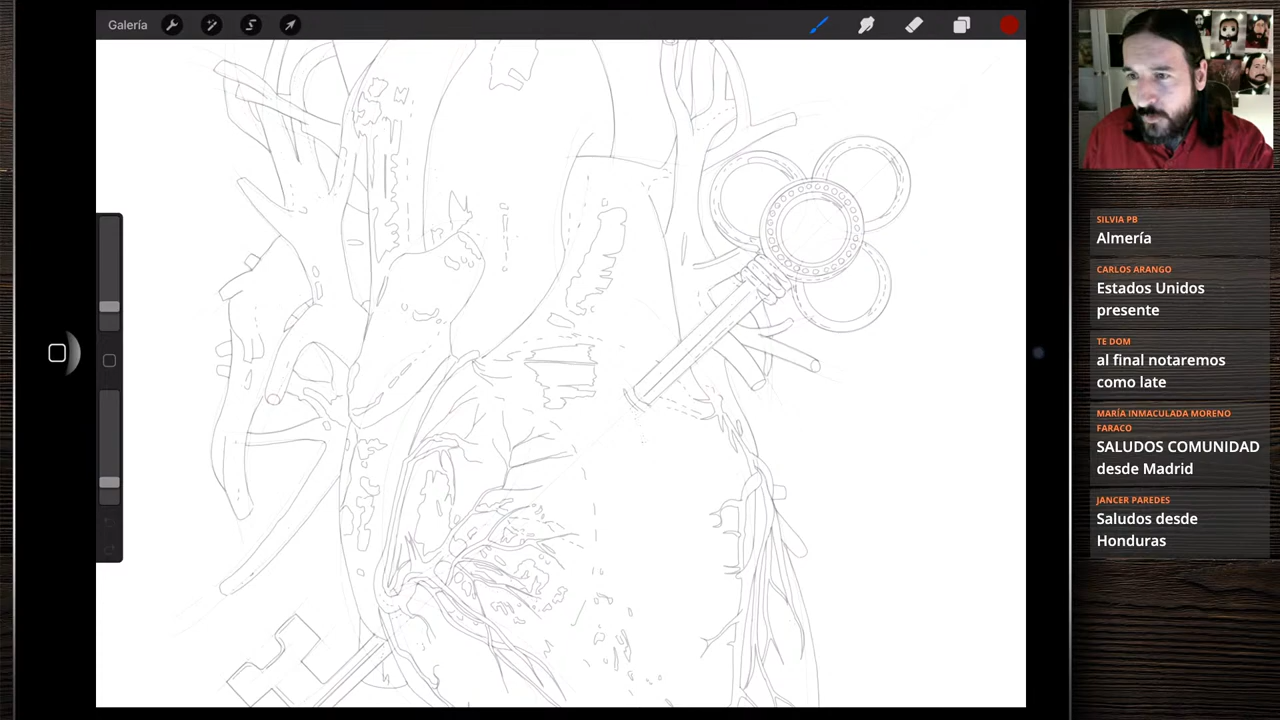 Galería
SILVIA PB
Almería
CARLOS ARANGO
Estados Unidos
presente
TE DOM
al final notaremos
como late
MARÍA INMACULADA MORENO
FARACO
SALUDOS COMUNIDAD
desde Madrid
JANCER PAREDES
Saludos desde
Honduras